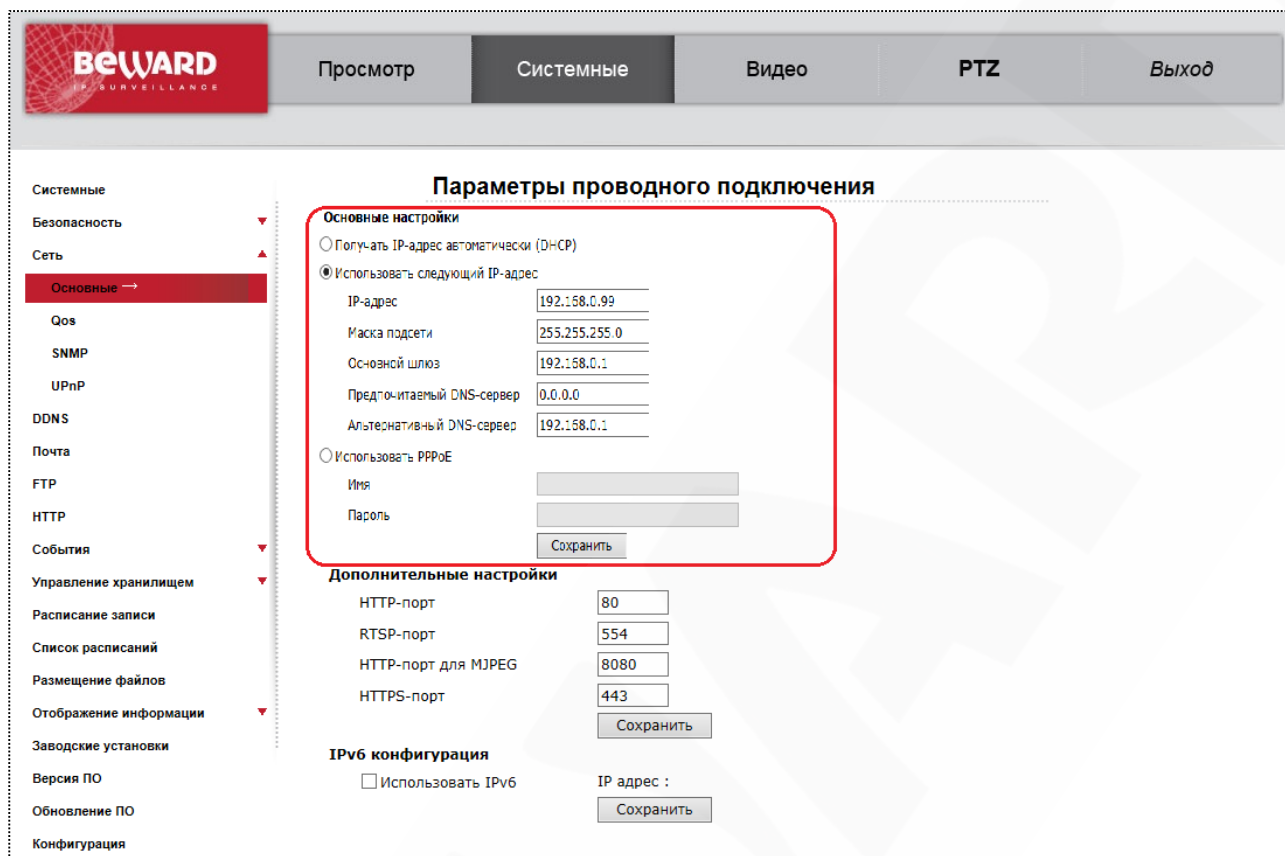 BEWARD
IP SURVEILLANCE
Просмотр
Системные
Видео
PTZ
Выход
Системные
Безопасность
Сеть
Основные →
Qos
SNMP
UPnP
DDNS
Почта
FTP
HTTP
События
Управление хранилищем
Расписание записи
Список расписаний
Размещение файлов
Отображение информации
Заводские установки
Версия ПО
Обновление ПО
Конфигурация
Параметры проводного подключения
Основные настройки
Получать IP-адрес автоматически (DHCP)
Использовать следующий IP-адрес
IP-адрес 192.168.0.99
Маска подсети 255.255.255.0
Основной шлюз 192.168.0.1
Предпочитаемый DNS-сервер 0.0.0.0
Альтернативный DNS-сервер 192.168.0.1
Использовать PPPoE
Имя
Пароль
Сохранить
Дополнительные настройки
HTTP-порт 80
RTSP-порт 554
HTTP-порт для MJPEG 8080
HTTPS-порт 443
Сохранить
IPv6 конфигурация
Использовать IPv6 IP адрес :
Сохранить